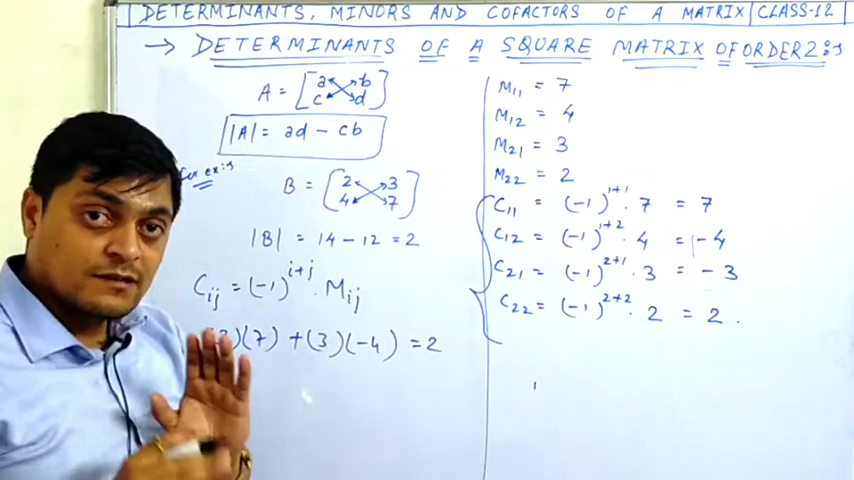 DETERMINANTS, MINORS AND COFACTORS OF A MATRIX | CLASS-12
→ DETERMINANTS OF A SQUARE MATRIX OF ORDER 2:→
A = [a b
c d]
|A| = ad - cb
for ex:→
B = [2 3
4 7]
|B| = 14 - 12 = 2
Cij = (-1)^i+j . Mij
)(7) + (3)(-4) = 2
M11 = 7
M12 = 4
M21 = 3
M22 = 2
C11 = (-1)^1+1 . 7 = 7
C12 = (-1)^1+2 . 4 = -4
C21 = (-1)^2+1 . 3 = -3
C22 = (-1)^2+2 . 2 = 2 .